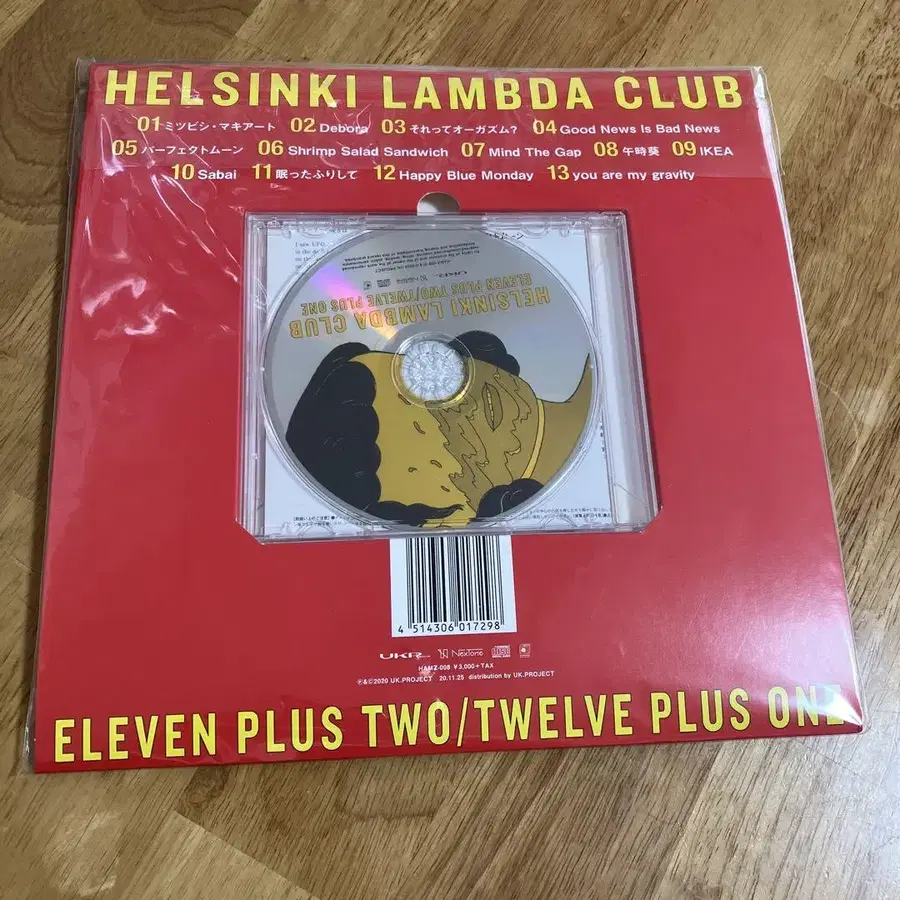 HELSINKI LAMBDA CLUB
01 ミツビシ・マキアート 02 Debora 03 それってオーガズム? 04 Good News Is Bad News
05 パーフェクトムーン 06 Shrimp Salad Sandwich 07 Mind The Gap 08 午時葵 09 IKEA
10 Sabai 11 眠ったふりして 12 Happy Blue Monday 13 you are my gravity
HELSINKI LAMBDA CLUB
ELEVEN PLUS TWO/TWELVE PLUS ONE
4 514306 017298
UKR NexTone
HAMZ-008 ¥3,000+TAX
℗&©2020 UK.PROJECT 20.11.25 distribution by UK.PROJECT
ELEVEN PLUS TWO/TWELVE PLUS ONE